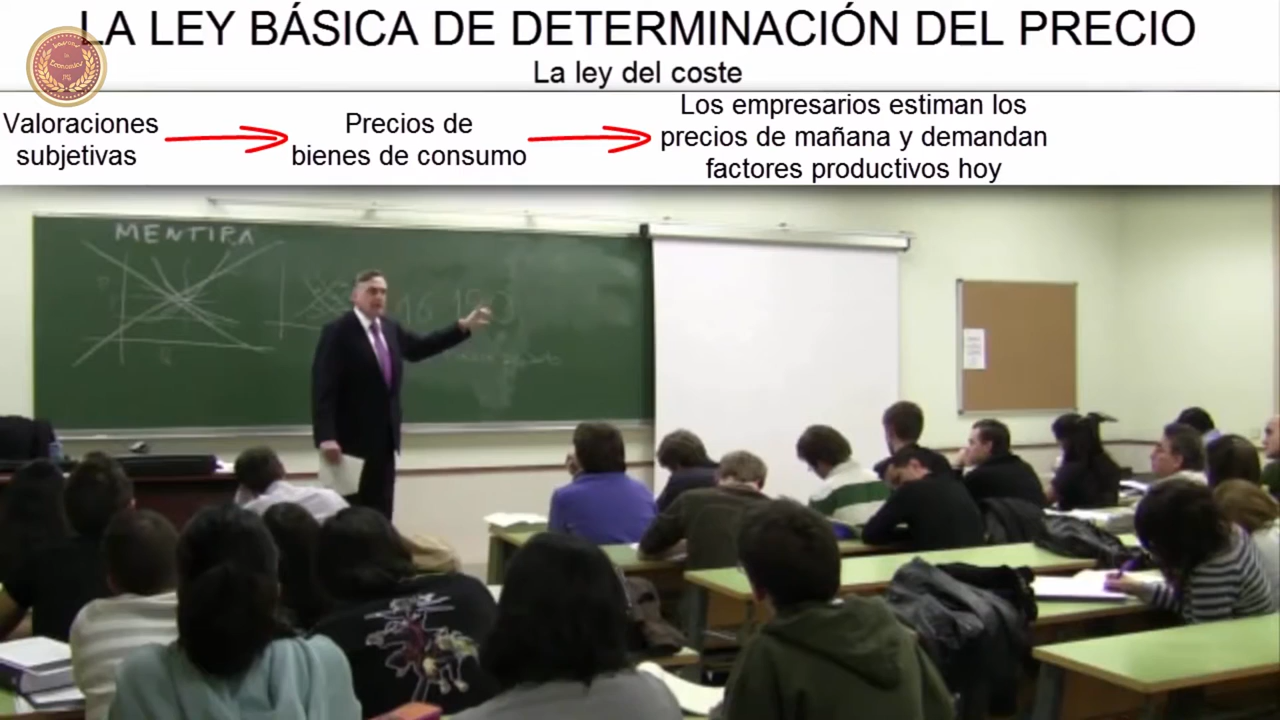 LA LEY BÁSICA DE DETERMINACIÓN DEL PRECIO
La ley del coste
Valoraciones
subjetivas
Precios de
bienes de consumo
Los empresarios estiman los
precios de mañana y demandan
factores productivos hoy
MENTIRA